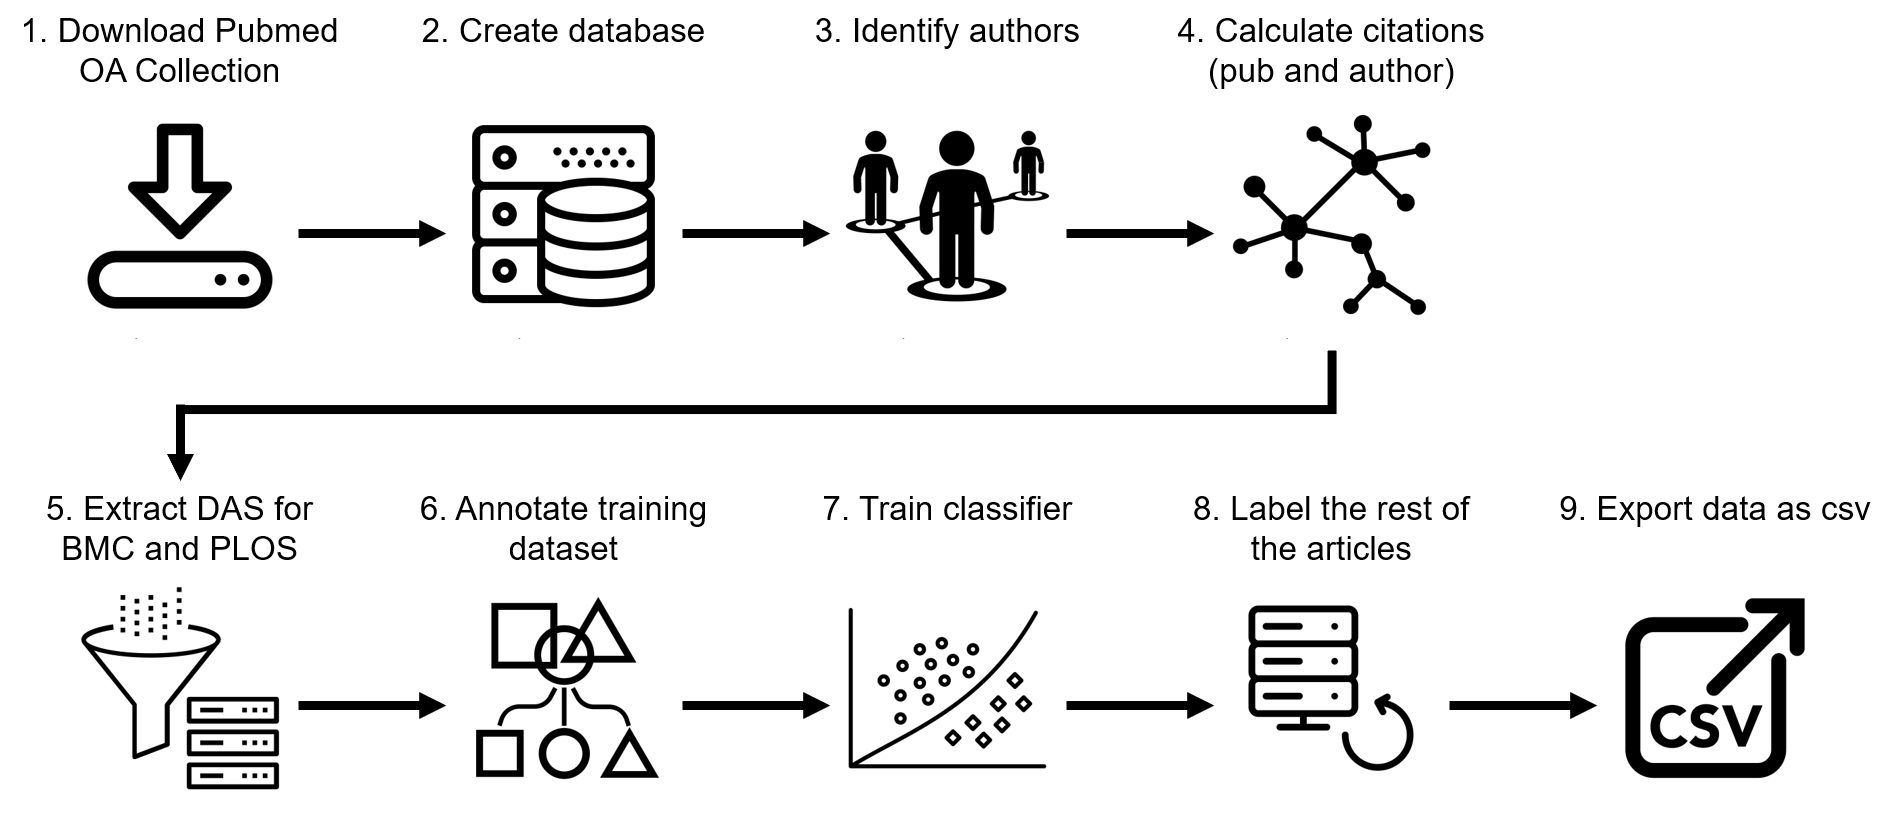 1. Download Pubmed
OA Collection
2. Create database
3. Identify authors
4. Calculate citations
(pub and author)
5. Extract DAS for
BMC and PLOS
6. Annotate training
dataset
7. Train classifier
8. Label the rest of
the articles
9. Export data as csv
CSV